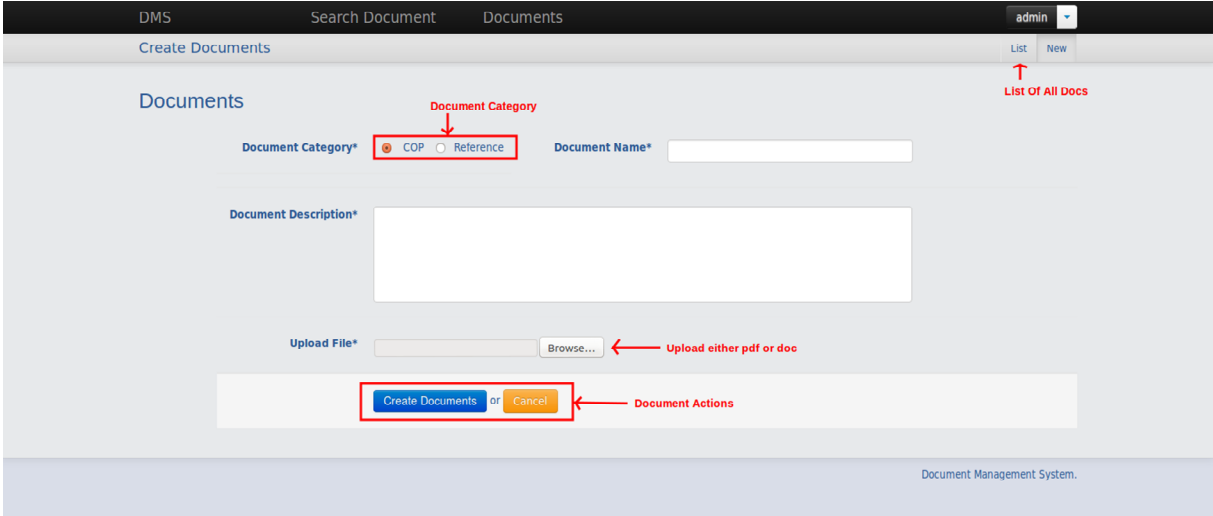 DMS Search Document Documents admin
Create Documents List New
List Of All Docs
Documents
Document Category
Document Category* COP Reference Document Name*
Document Description*
Upload File* Browse... Upload either pdf or doc
Create Documents or Cancel Document Actions
Document Management System.